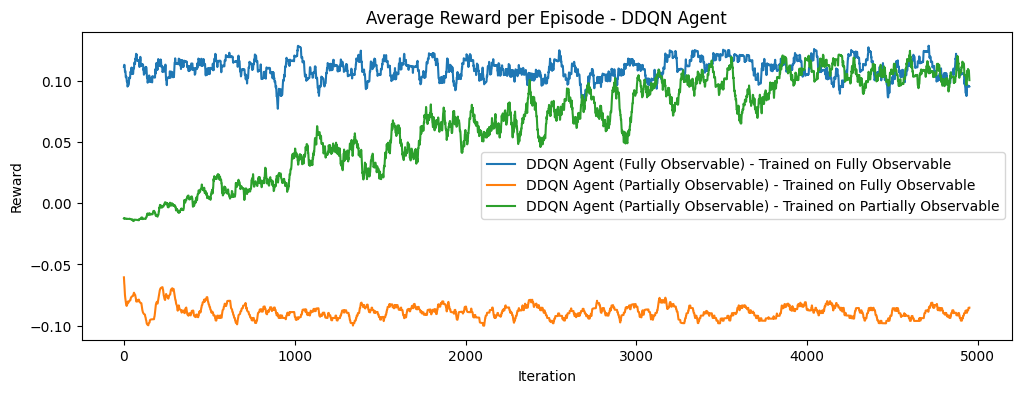 Average Reward per Episode - DDQN Agent
Reward
0.10
0.05
0.00
−0.05
−0.10
DDQN Agent (Fully Observable) - Trained on Fully Observable
DDQN Agent (Partially Observable) - Trained on Fully Observable
DDQN Agent (Partially Observable) - Trained on Partially Observable
0 1000 2000 3000 4000 5000
Iteration